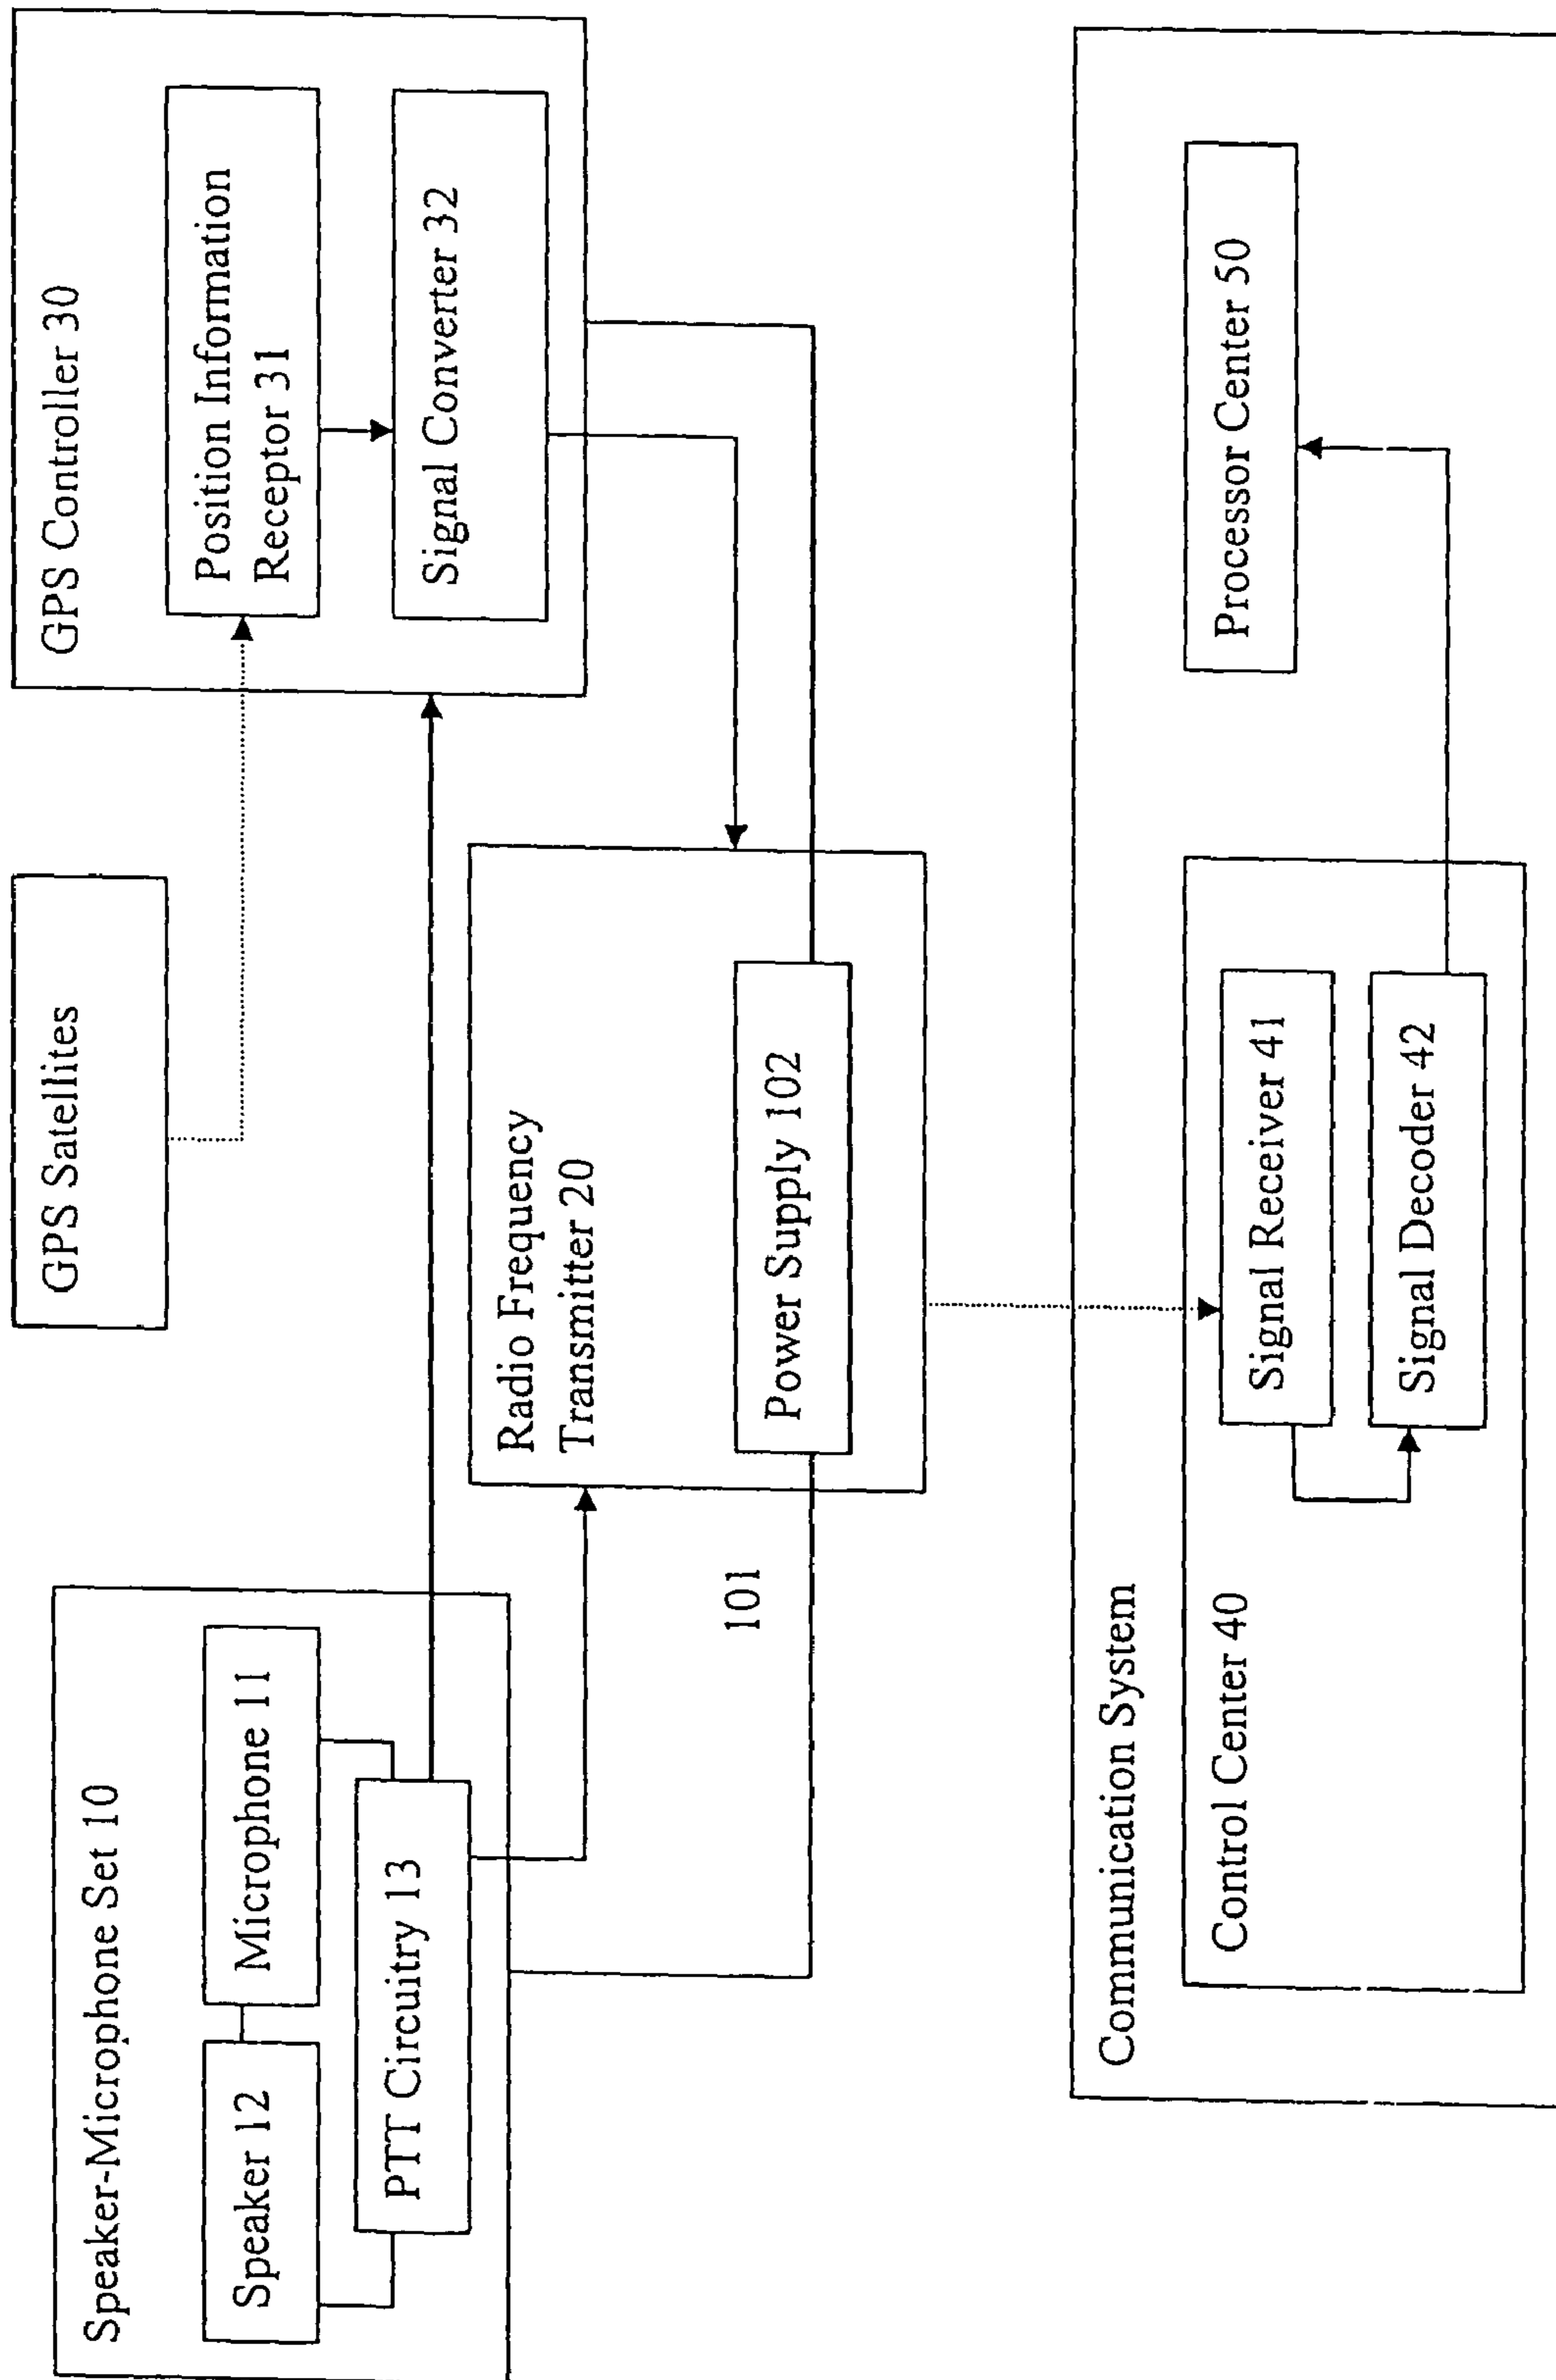 Speaker-Microphone Set 10
Speaker 12
Microphone 11
PTT Circuitry 13
GPS Satellites
GPS Controller 30
Position Information
Receptor 31
Signal Converter 32
Radio Frequency
Transmitter 20
Power Supply 102
101
Communication System
Control Center 40
Signal Receiver 41
Signal Decoder 42
Processor Center 50